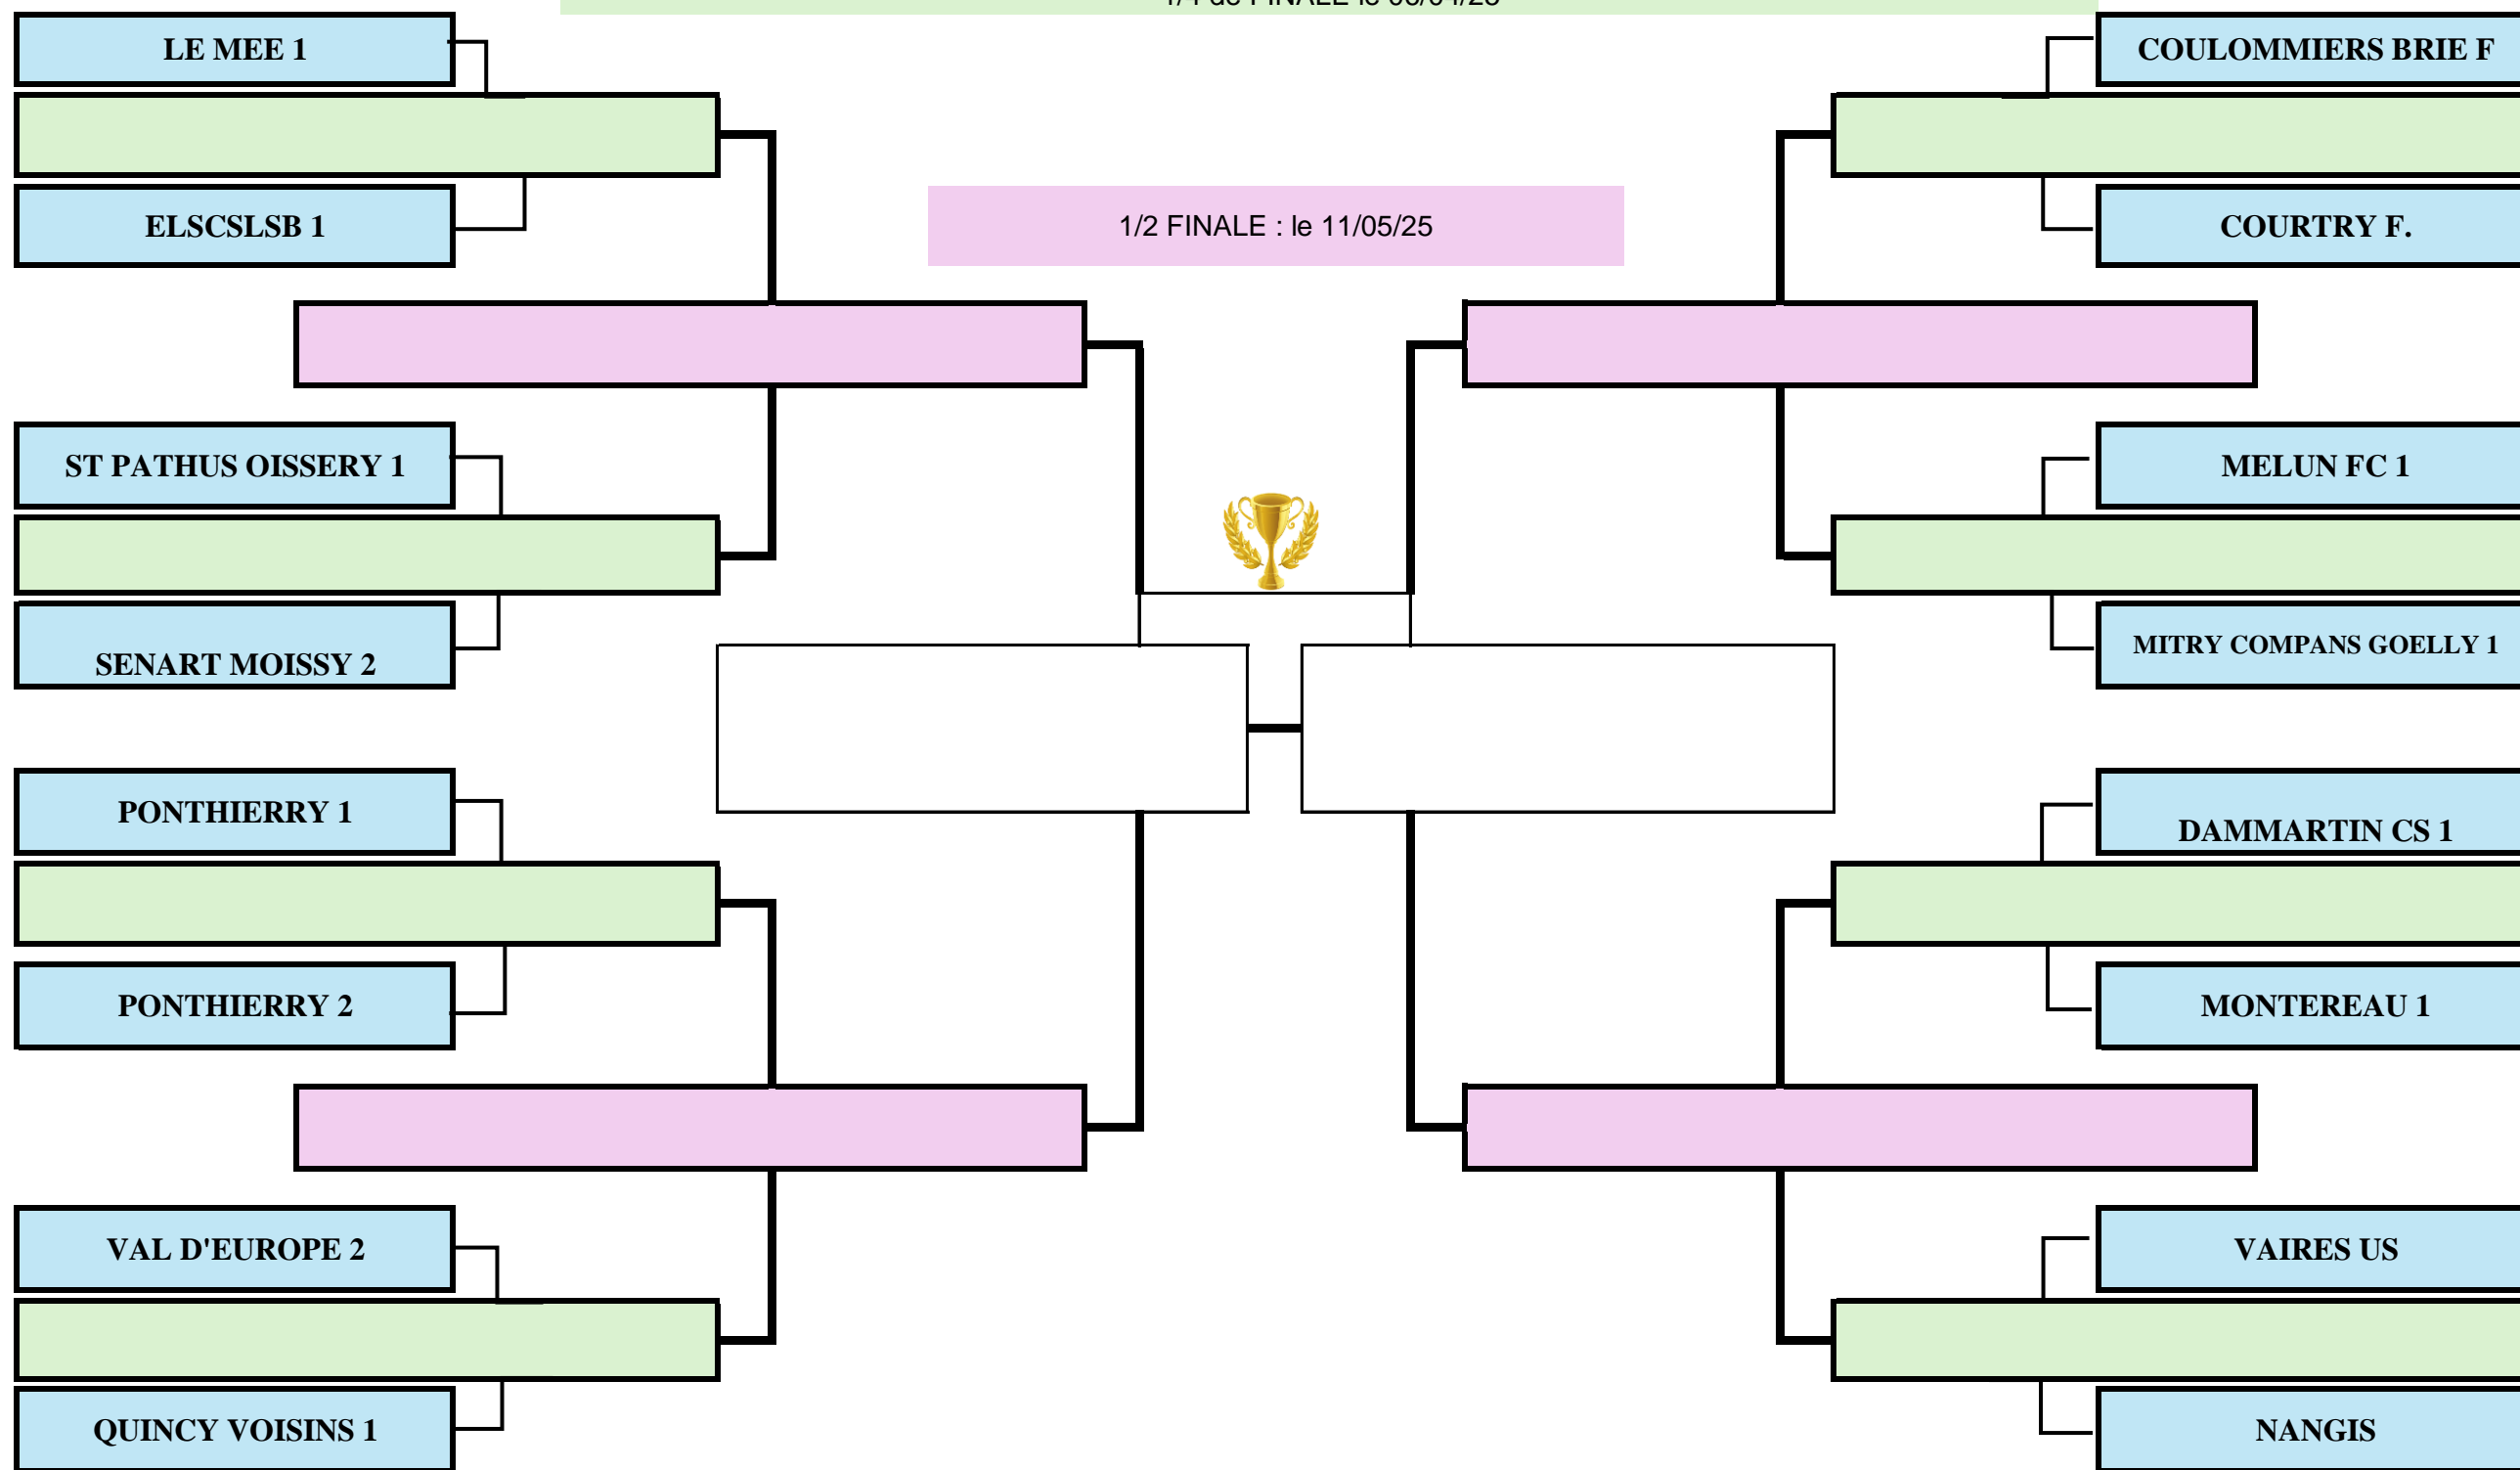 LE MEE 1
COULOMMIERS BRIE F
ELSCSLSB 1
1/2 FINALE : le 11/05/25
COURTRY F.
ST PATHUS OISSERY 1
MELUN FC 1
SENART MOISSY 2
MITRY COMPANS GOELLY 1
PONTHIERRY 1
DAMMARTIN CS 1
PONTHIERRY 2
MONTEREAU 1
VAL D'EUROPE 2
VAIRES US
QUINCY VOISINS 1
NANGIS